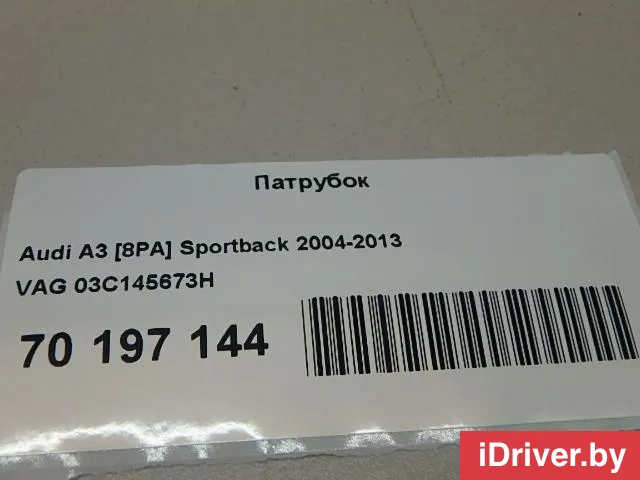 Патрубок
Audi A3 [8PA] Sportback 2004-2013
VAG 03C145673H
70 197 144
iDriver.by